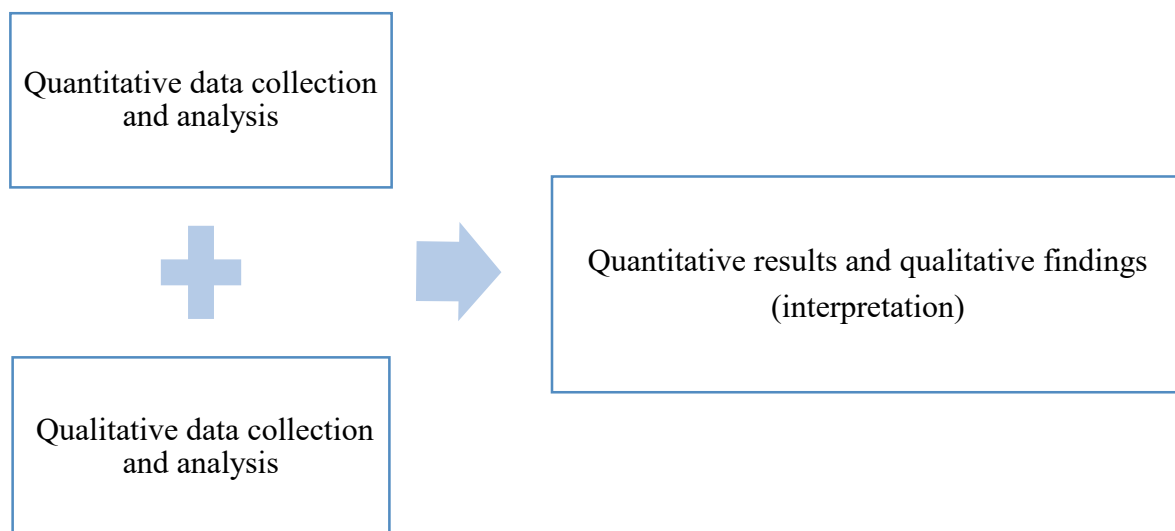 Quantitative data collection
and analysis
Qualitative data collection
and analysis
Quantitative results and qualitative findings
(interpretation)